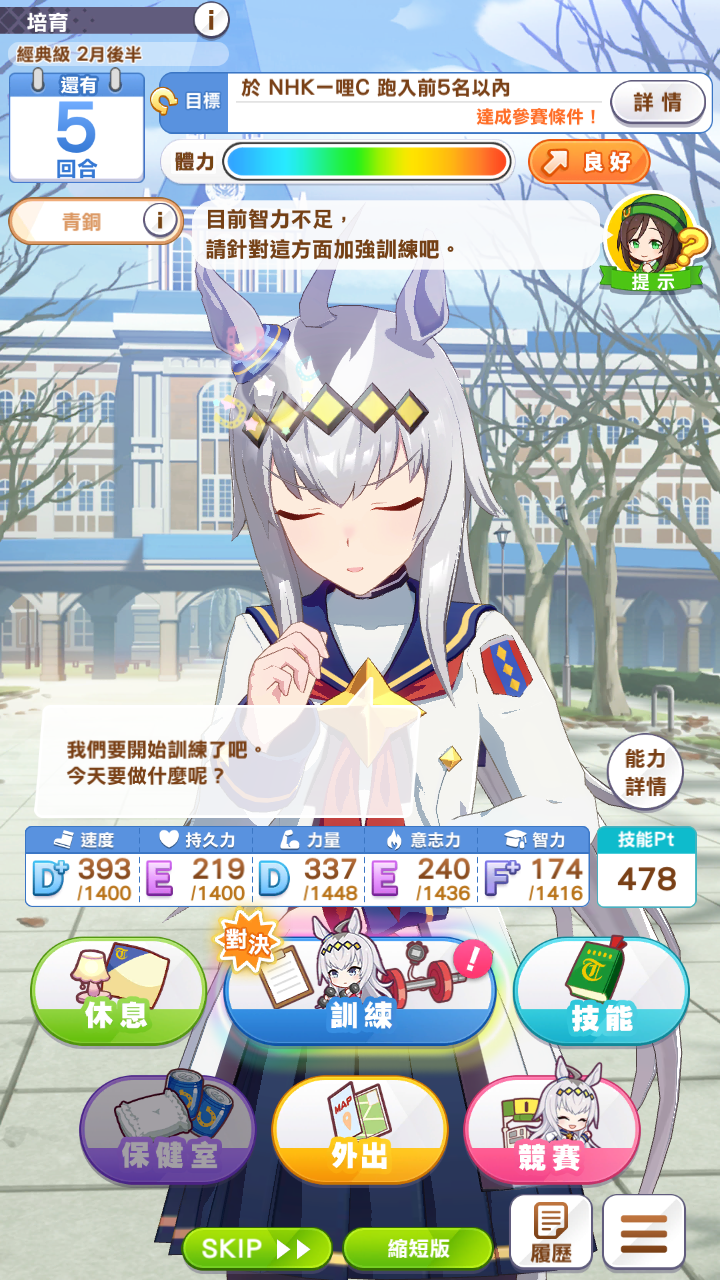 培育
i
經典級 2月後半
還有
5
回合
目標
於 NHK一哩C 跑入前5名以內
達成參賽條件！
詳情
體力
良好
青銅
i
目前智力不足，
請針對這方面加強訓練吧。
提示
我們要開始訓練了吧。
今天要做什麼呢？
能力
詳情
速度 持久力 力量 意志力 智力 技能Pt
D+ 393 E 219 D 337 E 240 F+ 174 478
/1400 /1400 /1448 /1436 /1416
對決
休息 訓練 技能
MAP
保健室 外出 競賽
SKIP 縮短版 履歷